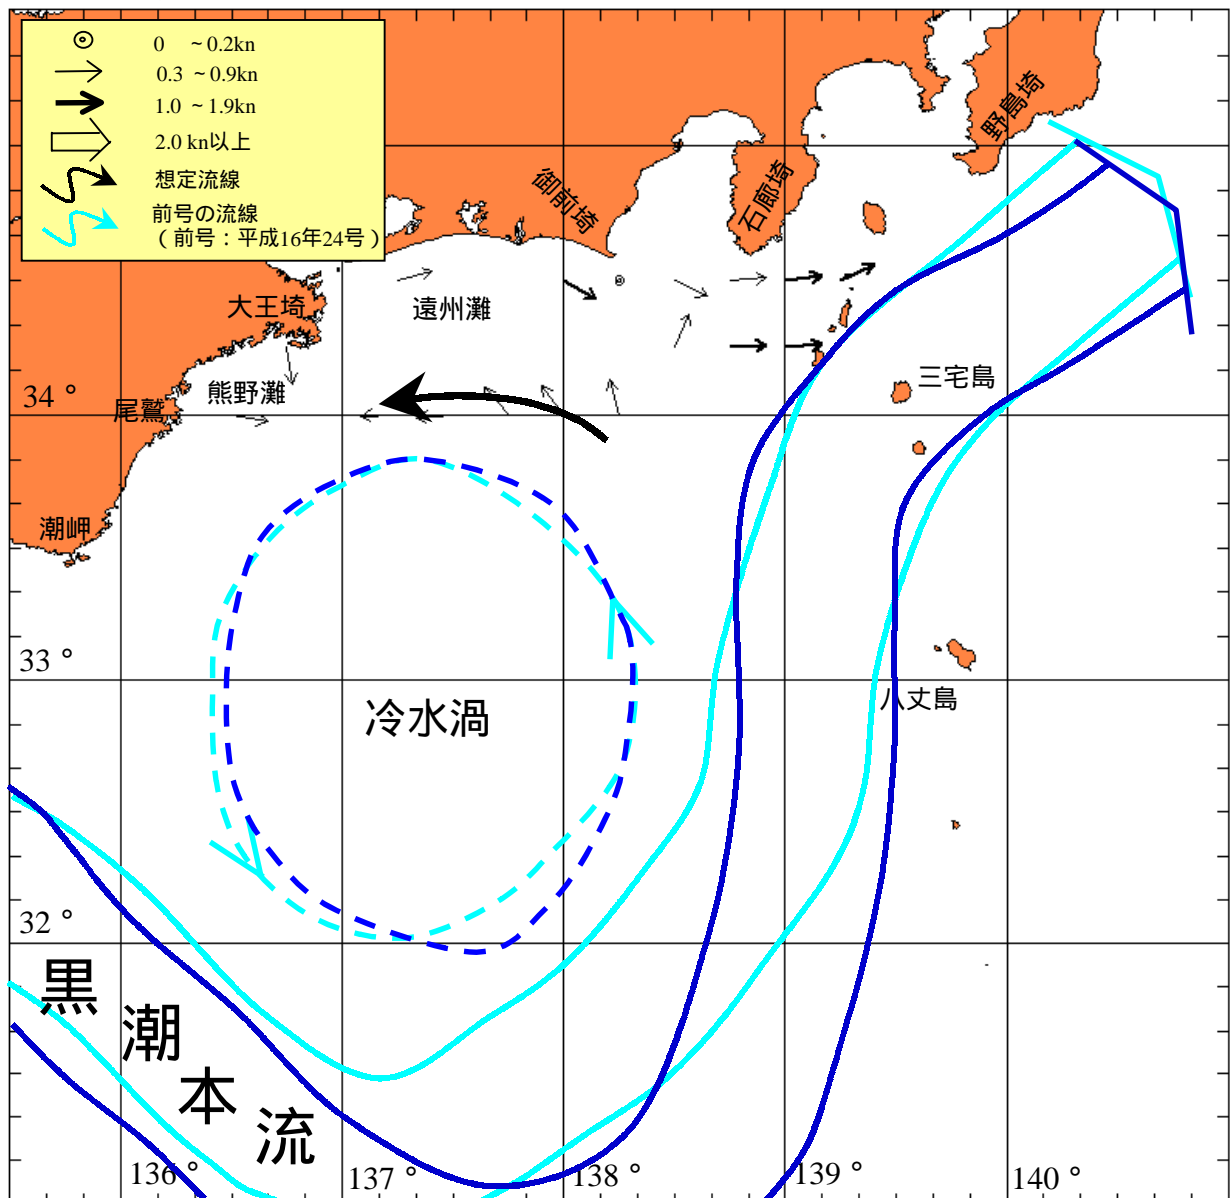 0 ~0.2kn
0.3 ~0.9kn
1.0 ~1.9kn
2.0 kn以上
想定流線
前号の流線
(前号:平成16年24号)
野島埼
石廊埼
御前埼
大王埼
遠州灘
熊野灘
尾鷲
三宅島
34°
潮岬
33°
八丈島
冷水渦
32°
黒潮本流
136°
137°
138°
139°
140°